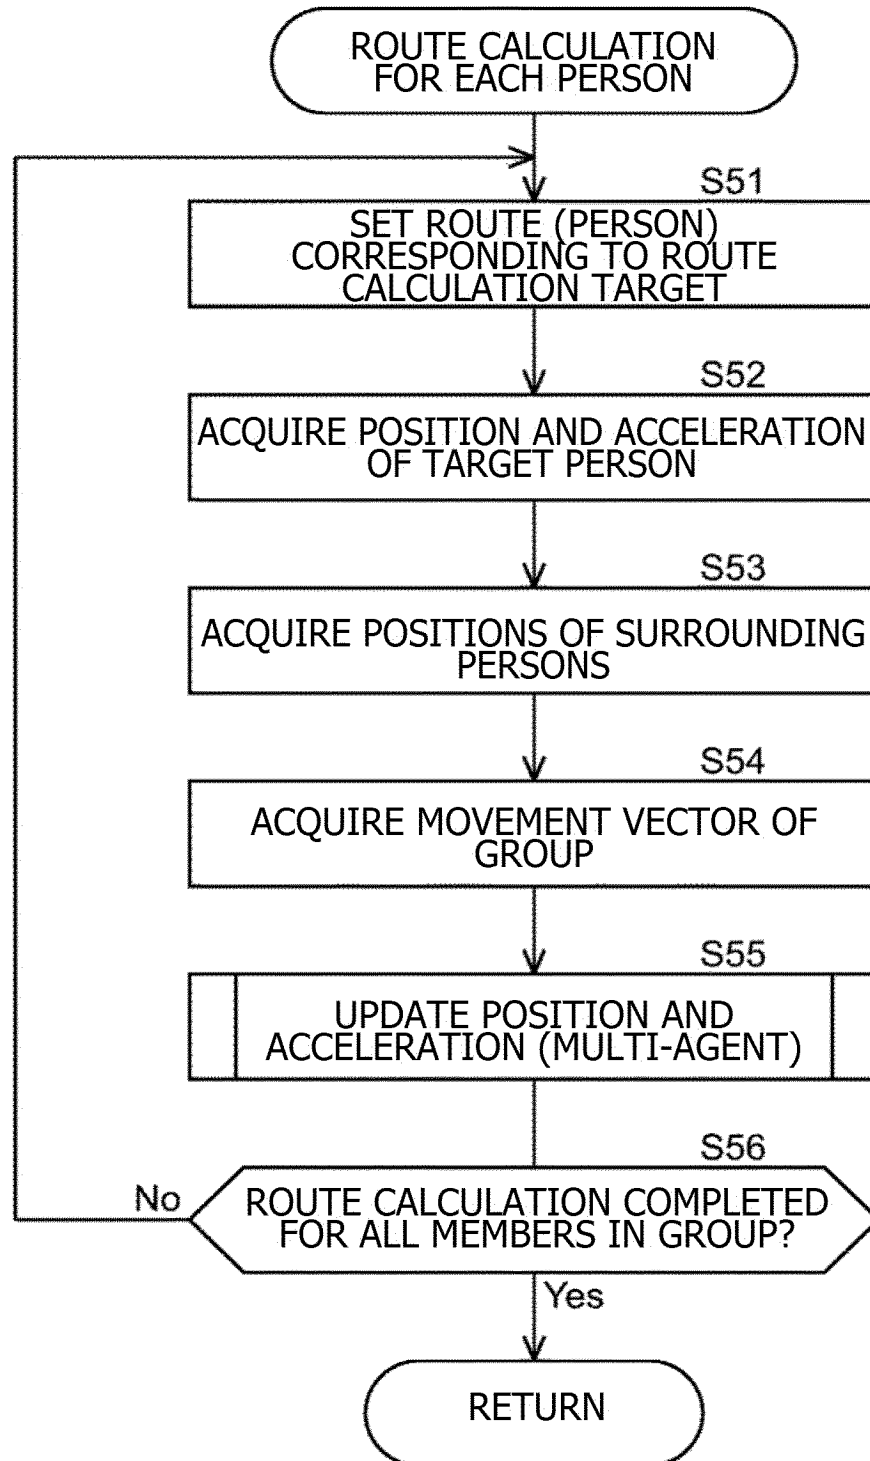 ROUTE CALCULATION
FOR EACH PERSON
S51
SET ROUTE (PERSON)
CORRESPONDING TO ROUTE
CALCULATION TARGET
S52
ACQUIRE POSITION AND ACCELERATION
OF TARGET PERSON
S53
ACQUIRE POSITIONS OF SURROUNDING
PERSONS
S54
ACQUIRE MOVEMENT VECTOR OF
GROUP
S55
UPDATE POSITION AND
ACCELERATION (MULTI-AGENT)
S56
No
ROUTE CALCULATION COMPLETED
FOR ALL MEMBERS IN GROUP?
Yes
RETURN